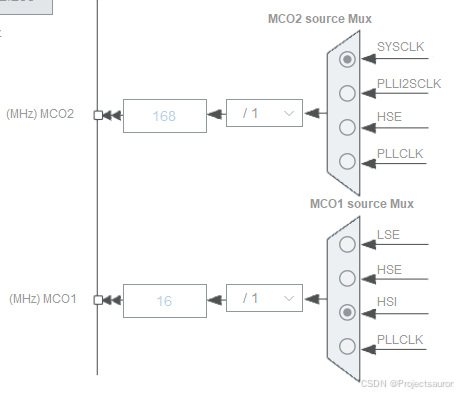 MCO2 source Mux
SYSCLK
PLLI2SCLK
(MHz) MCO2
168
/ 1
HSE
PLLCLK
MCO1 source Mux
LSE
HSE
(MHz) MCO1
16
/ 1
HSI
PLLCLK
CSDN @Projectsauron